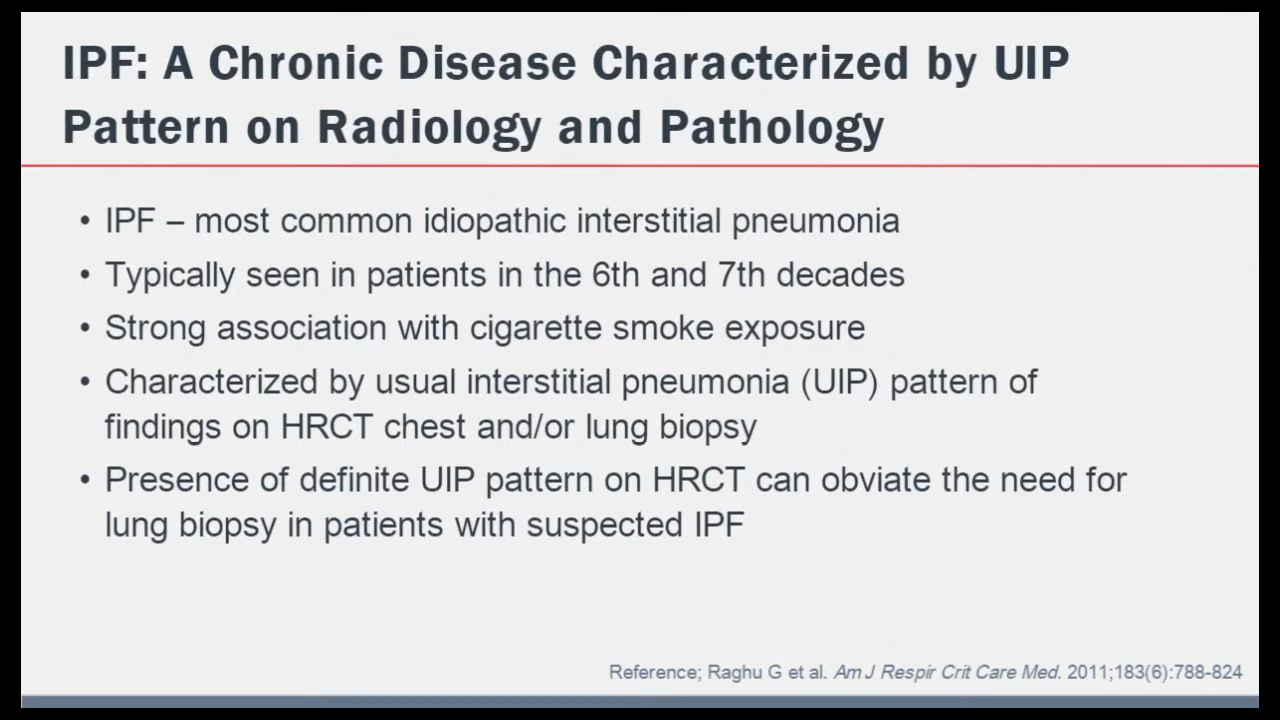 IPF: A Chronic Disease Characterized by UIP
Pattern on Radiology and Pathology
• IPF – most common idiopathic interstitial pneumonia
• Typically seen in patients in the 6th and 7th decades
• Strong association with cigarette smoke exposure
• Characterized by usual interstitial pneumonia (UIP) pattern of
findings on HRCT chest and/or lung biopsy
• Presence of definite UIP pattern on HRCT can obviate the need for
lung biopsy in patients with suspected IPF
Reference; Raghu G et al. Am J Respir Crit Care Med. 2011;183(6):788-824